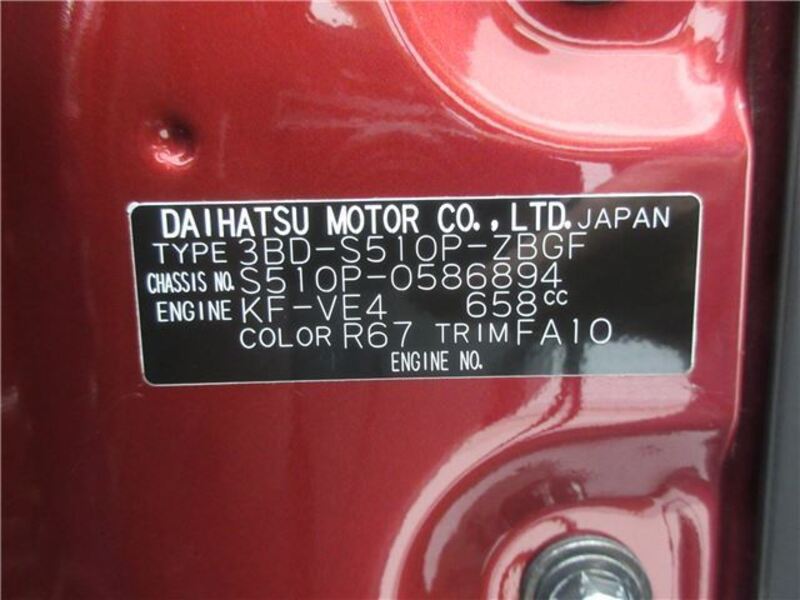 DAIHATSU MOTOR CO.,LTD. JAPAN
TYPE 3BD-S510P-ZBGF
CHASSIS NO. S510P-0586894
ENGINE KF-VE4 658cc
COLOR R67 TRIM FA10
ENGINE NO.